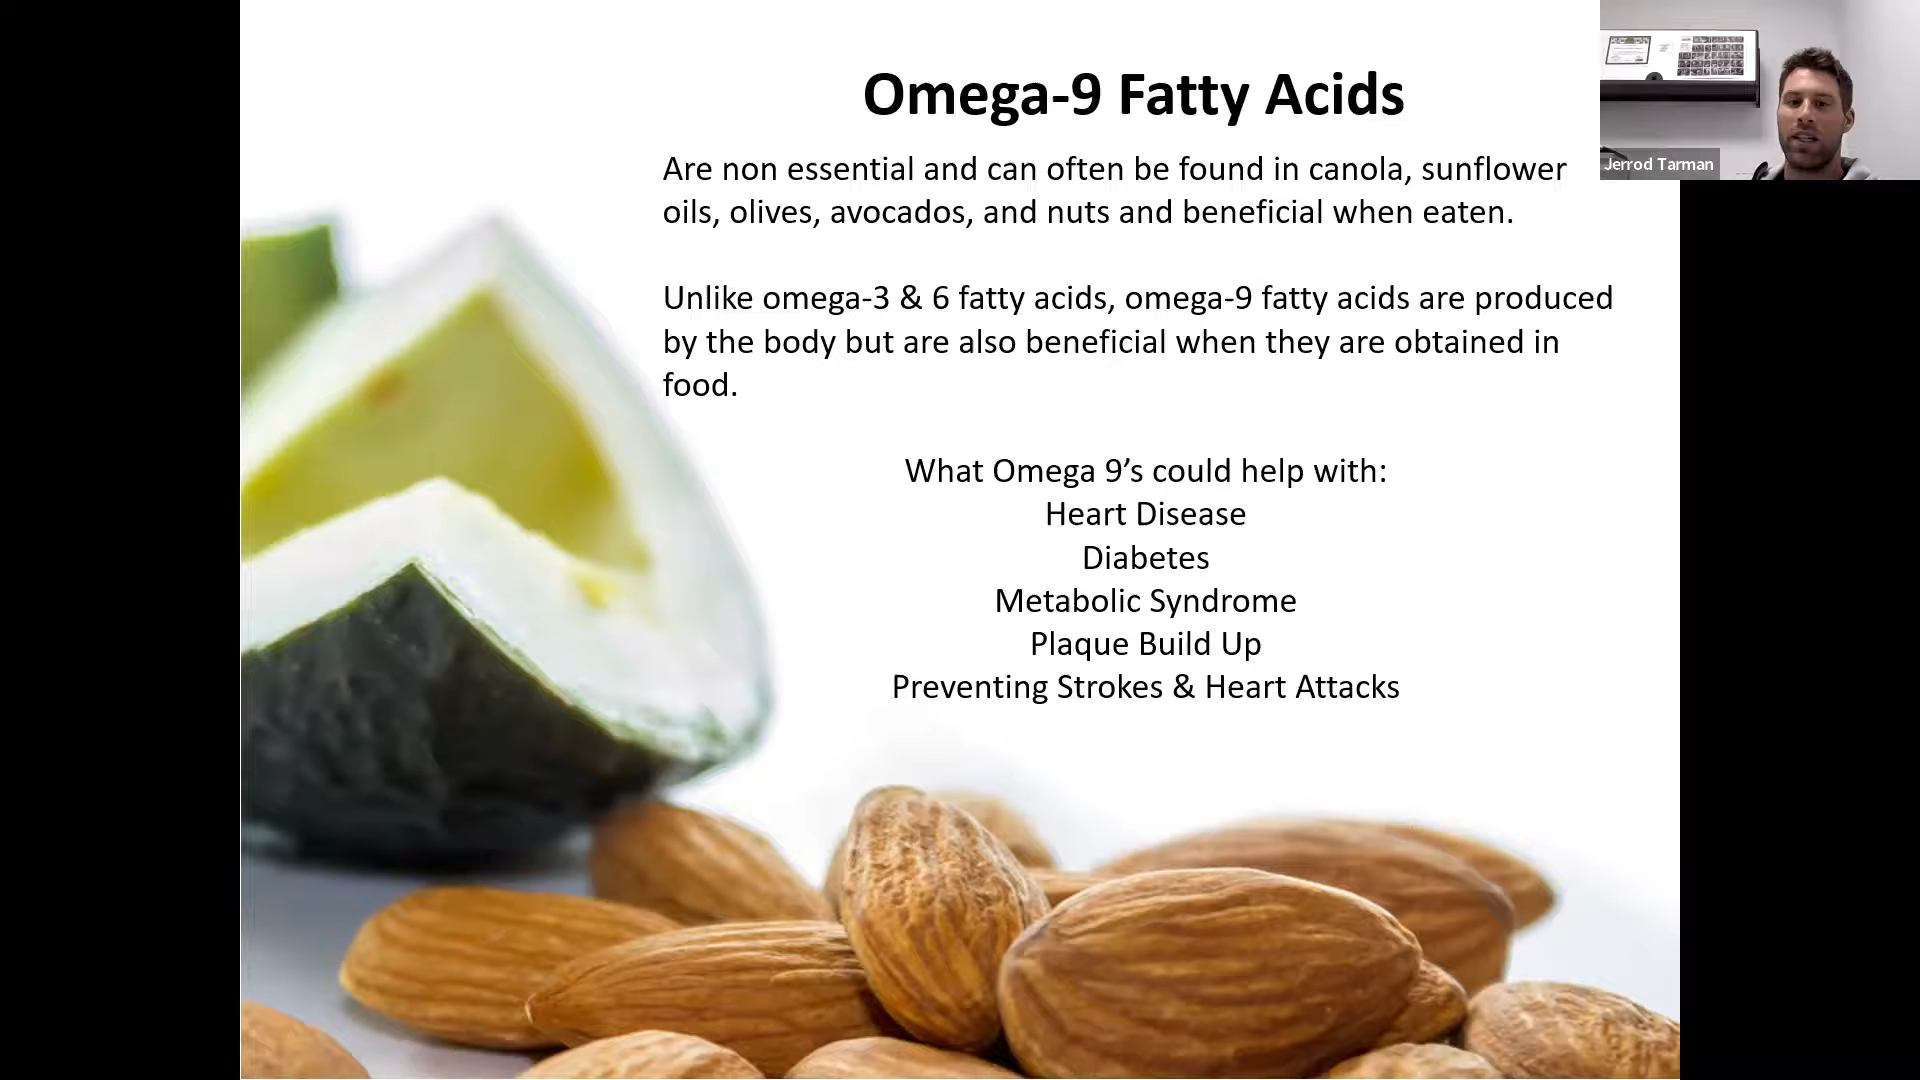 Omega-9 Fatty Acids
Are non essential and can often be found in canola, sunflower
oils, olives, avocados, and nuts and beneficial when eaten.
Unlike omega-3 & 6 fatty acids, omega-9 fatty acids are produced
by the body but are also beneficial when they are obtained in
food.
What Omega 9’s could help with:
Heart Disease
Diabetes
Metabolic Syndrome
Plaque Build Up
Preventing Strokes & Heart Attacks
Jerrod Tarman